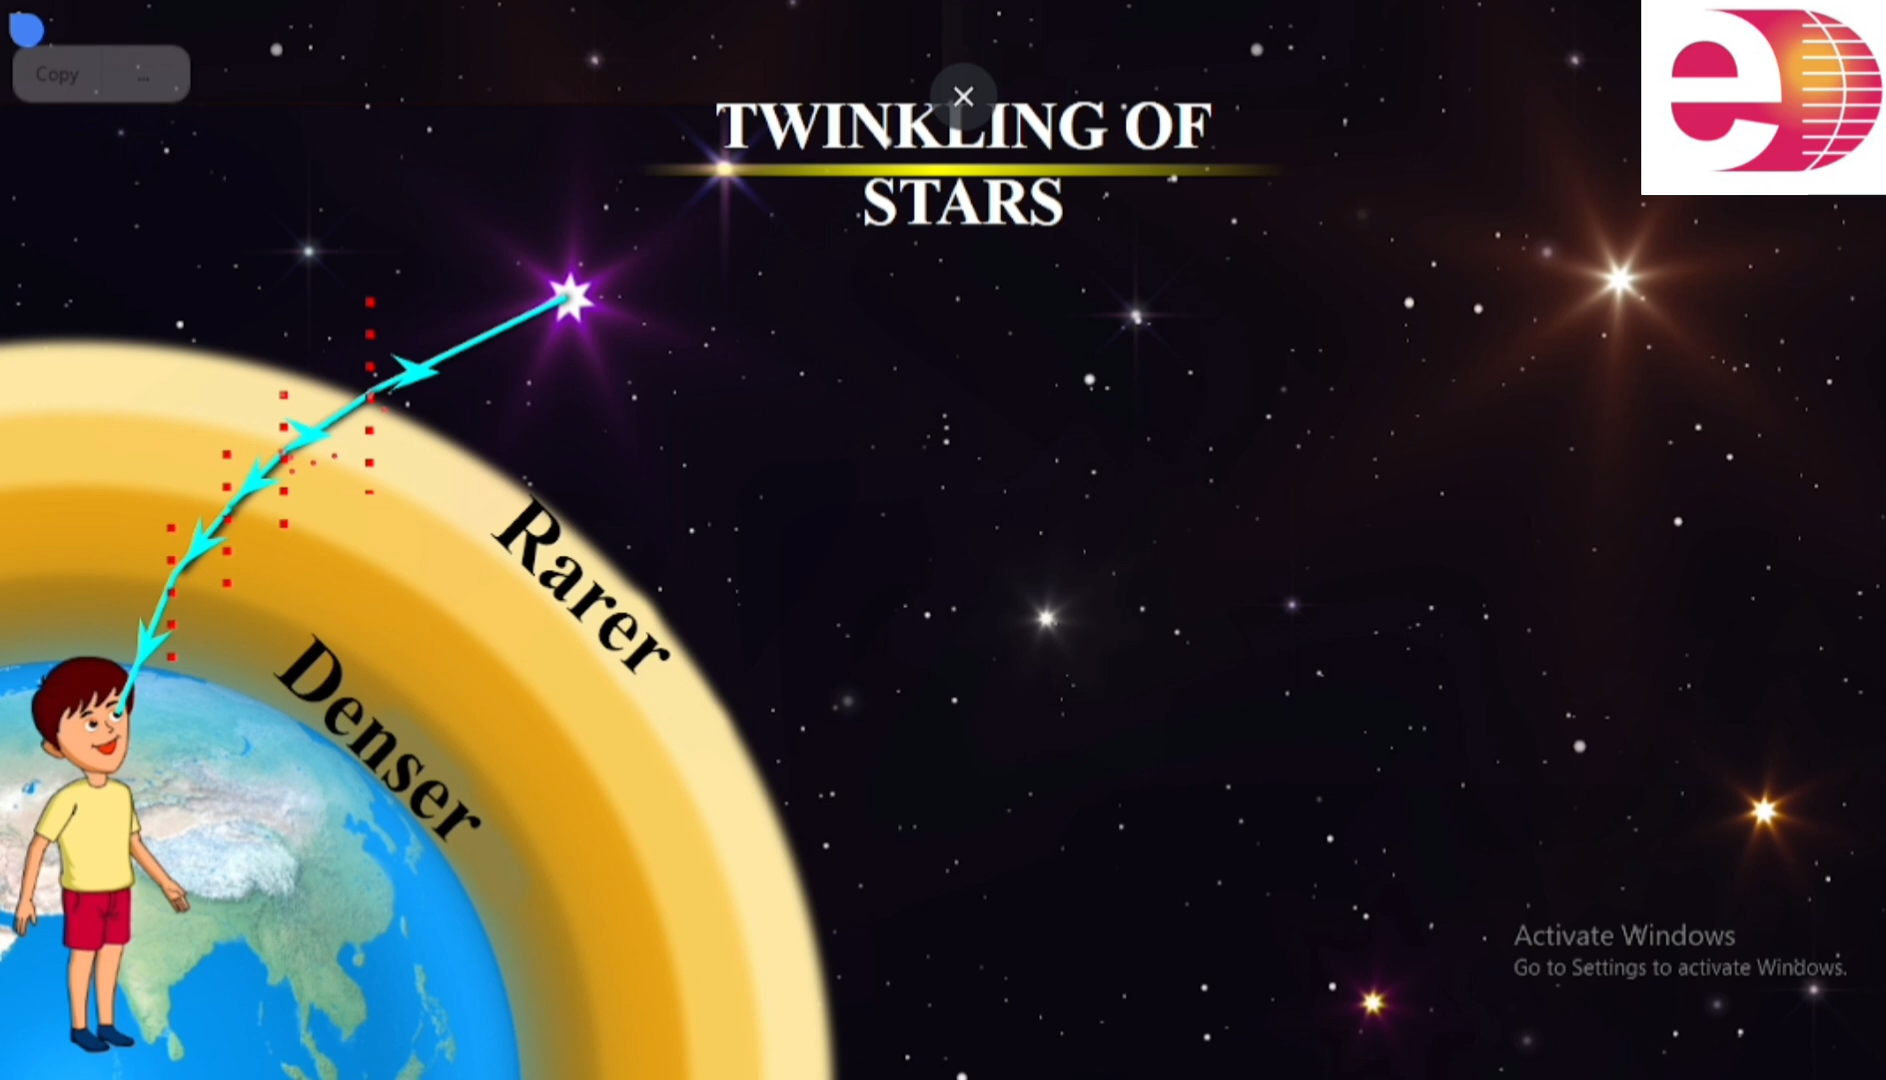 Copy ...
TWINKLING OF
STARS
Rarer
Denser
Activate Windows
Go to Settings to activate Windows.
e